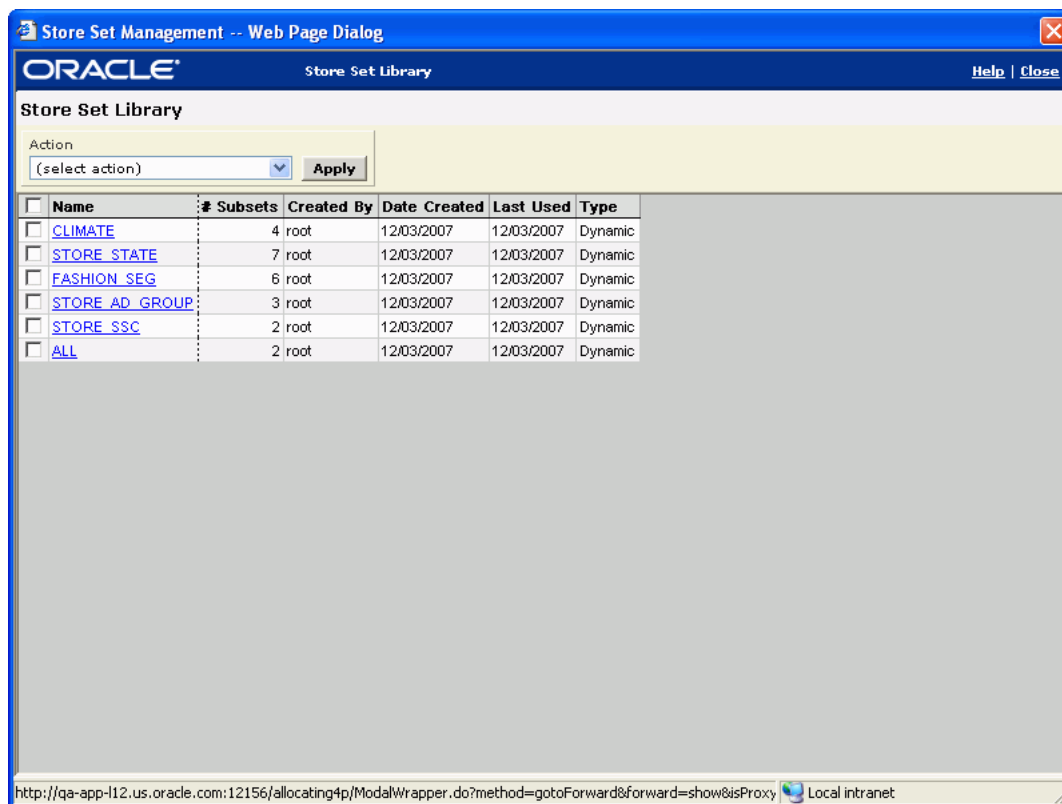 Store Set Management -- Web Page Dialog
ORACLE Store Set Library Help | Close
Store Set Library
Action
(select action) Apply
Name # Subsets Created By Date Created Last Used Type
CLIMATE 4 root 12/03/2007 12/03/2007 Dynamic
STORE_STATE 7 root 12/03/2007 12/03/2007 Dynamic
FASHION_SEG 6 root 12/03/2007 12/03/2007 Dynamic
STORE_AD_GROUP 3 root 12/03/2007 12/03/2007 Dynamic
STORE_SSC 2 root 12/03/2007 12/03/2007 Dynamic
ALL 2 root 12/03/2007 12/03/2007 Dynamic
http://qa-app-l12.us.oracle.com:12156/allocating4p/ModalWrapper.do?method=gotoForward&forward=show&isProxy Local intranet